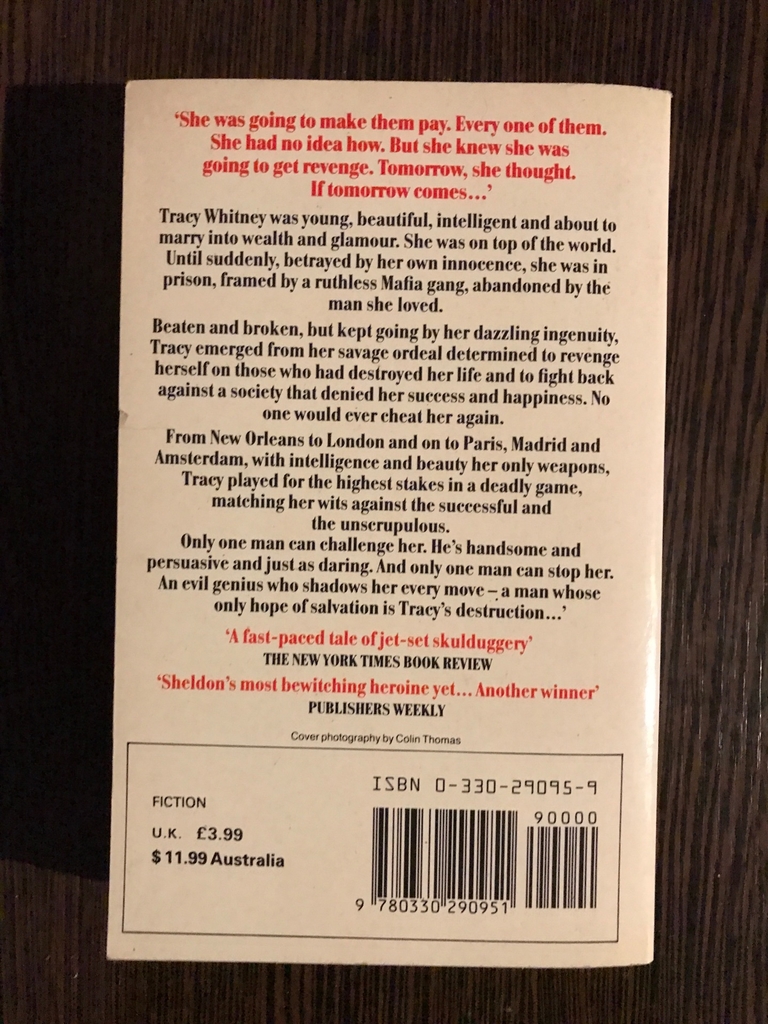 ‘She was going to make them pay. Every one of them.
She had no idea how. But she knew she was
going to get revenge. Tomorrow, she thought.
If tomorrow comes...’
Tracy Whitney was young, beautiful, intelligent and about to
marry into wealth and glamour. She was on top of the world.
Until suddenly, betrayed by her own innocence, she was in
prison, framed by a ruthless Mafia gang, abandoned by the
man she loved.
Beaten and broken, but kept going by her dazzling ingenuity,
Tracy emerged from her savage ordeal determined to revenge
herself on those who had destroyed her life and to fight back
against a society that denied her success and happiness. No
one would ever cheat her again.
From New Orleans to London and on to Paris, Madrid and
Amsterdam, with intelligence and beauty her only weapons,
Tracy played for the highest stakes in a deadly game,
matching her wits against the successful and
the unscrupulous.
Only one man can challenge her. He's handsome and
persuasive and just as daring. And only one man can stop her.
An evil genius who shadows her every move – a man whose
only hope of salvation is Tracy's destruction...’
‘A fast-paced tale of jet-set skulduggery’
THE NEW YORK TIMES BOOK REVIEW
‘Sheldon's most bewitching heroine yet... Another winner’
PUBLISHERS WEEKLY
Cover photography by Colin Thomas
FICTION
U.K. £3.99
$11.99 Australia
ISBN 0-330-29095-9
90000
9 780330 290951